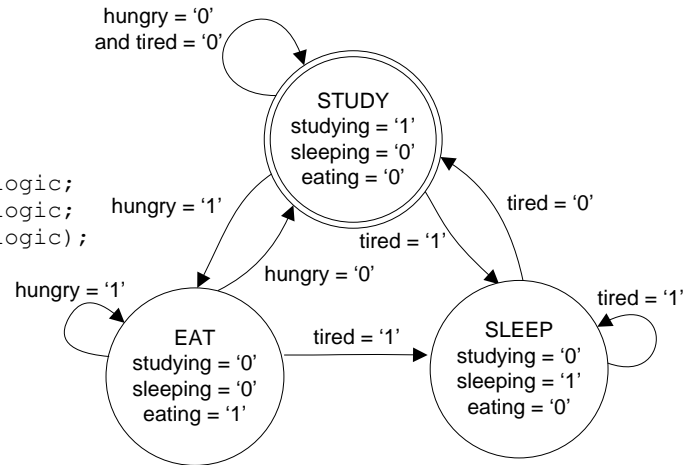 hungry = ‘0’
and tired = ‘0’
STUDY
studying = ‘1’
sleeping = ‘0’
eating = ‘0’
ogic;
ogic;
ogic);
hungry = ‘1’
tired = ‘0’
tired = ‘1’
hungry = ‘0’
hungry = ‘1’
tired = ‘1’
EAT
studying = ‘0’
sleeping = ‘0’
eating = ‘1’
tired = ‘1’
SLEEP
studying = ‘0’
sleeping = ‘1’
eating = ‘0’